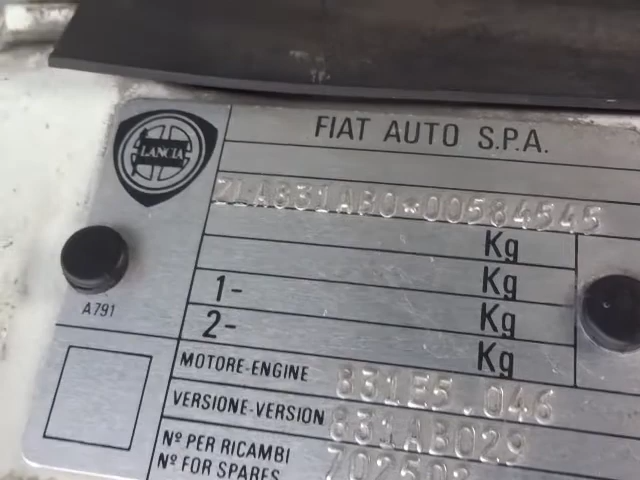 FIAT AUTO S.P.A.
LANCIA
ZLA831AB0*00584545
Kg
1- Kg
2- Kg
Kg
A791
MOTORE-ENGINE 831E5.046
VERSIONE-VERSION 831AB029
Nº PER RICAMBI
Nº FOR SPARES